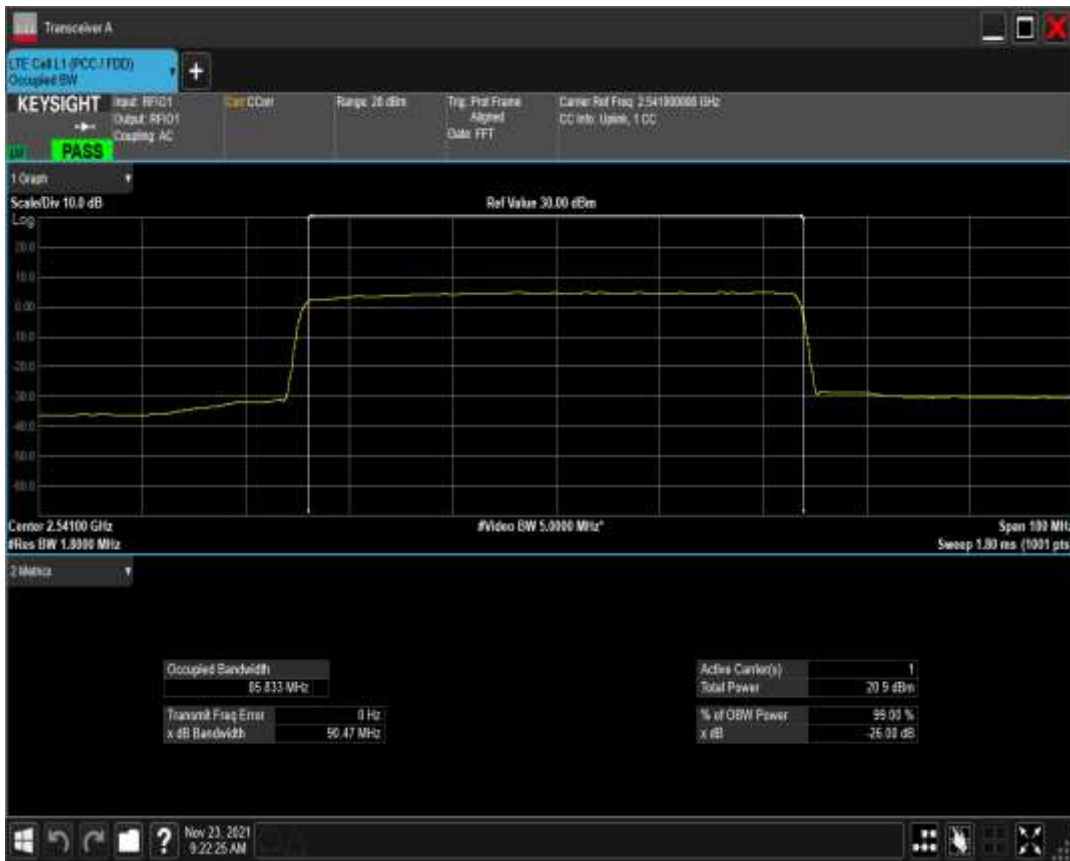 Transceiver A
LTE Cell L1 (PCC / FDD)
Occupied BW
+
KEYSIGHT
PASS
Input: RFIO1
Output: RFIO1
Coupling: AC
Corr CCorr
Range: 28 dBm
Trig: Prot Frame
Aligned
Gate: FFT
Carrier Ref Freq: 2.541000000 GHz
CC Info: Uplink, 1 CC
1 Graph
Scale/Div 10.0 dB
Ref Value 30.00 dBm
Log
20.0
10.0
0.00
-10.0
-20.0
-30.0
-40.0
-50.0
-60.0
Center 2.54100 GHz
#Video BW 5.0000 MHz*
Span 100 MHz
#Res BW 1.8000 MHz
Sweep 1.80 ms (1001 pts
2 Metrics
Occupied Bandwidth
85.833 MHz
Transmit Freq Error 0 Hz
x dB Bandwidth 90.47 MHz
Active Carrier(s) 1
Total Power 20.9 dBm
% of OBW Power 99.00 %
x dB -26.00 dB
?
Nov 23, 2021
9:22:25 AM